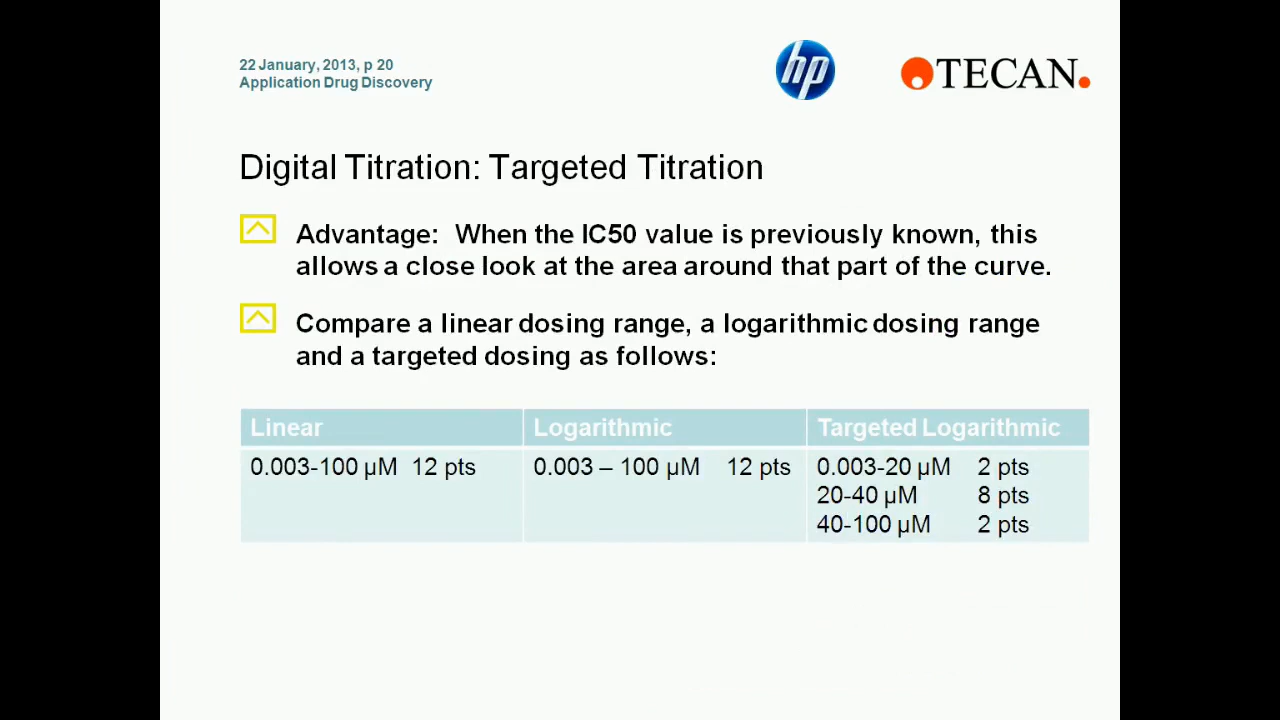 22 January, 2013, p 20
Application Drug Discovery
hp
TECAN.
Digital Titration: Targeted Titration
Advantage: When the IC50 value is previously known, this
allows a close look at the area around that part of the curve.
Compare a linear dosing range, a logarithmic dosing range
and a targeted dosing as follows:
Linear Logarithmic Targeted Logarithmic
0.003-100 µM 12 pts 0.003 – 100 µM 12 pts 0.003-20 µM 2 pts
20-40 µM 8 pts
40-100 µM 2 pts